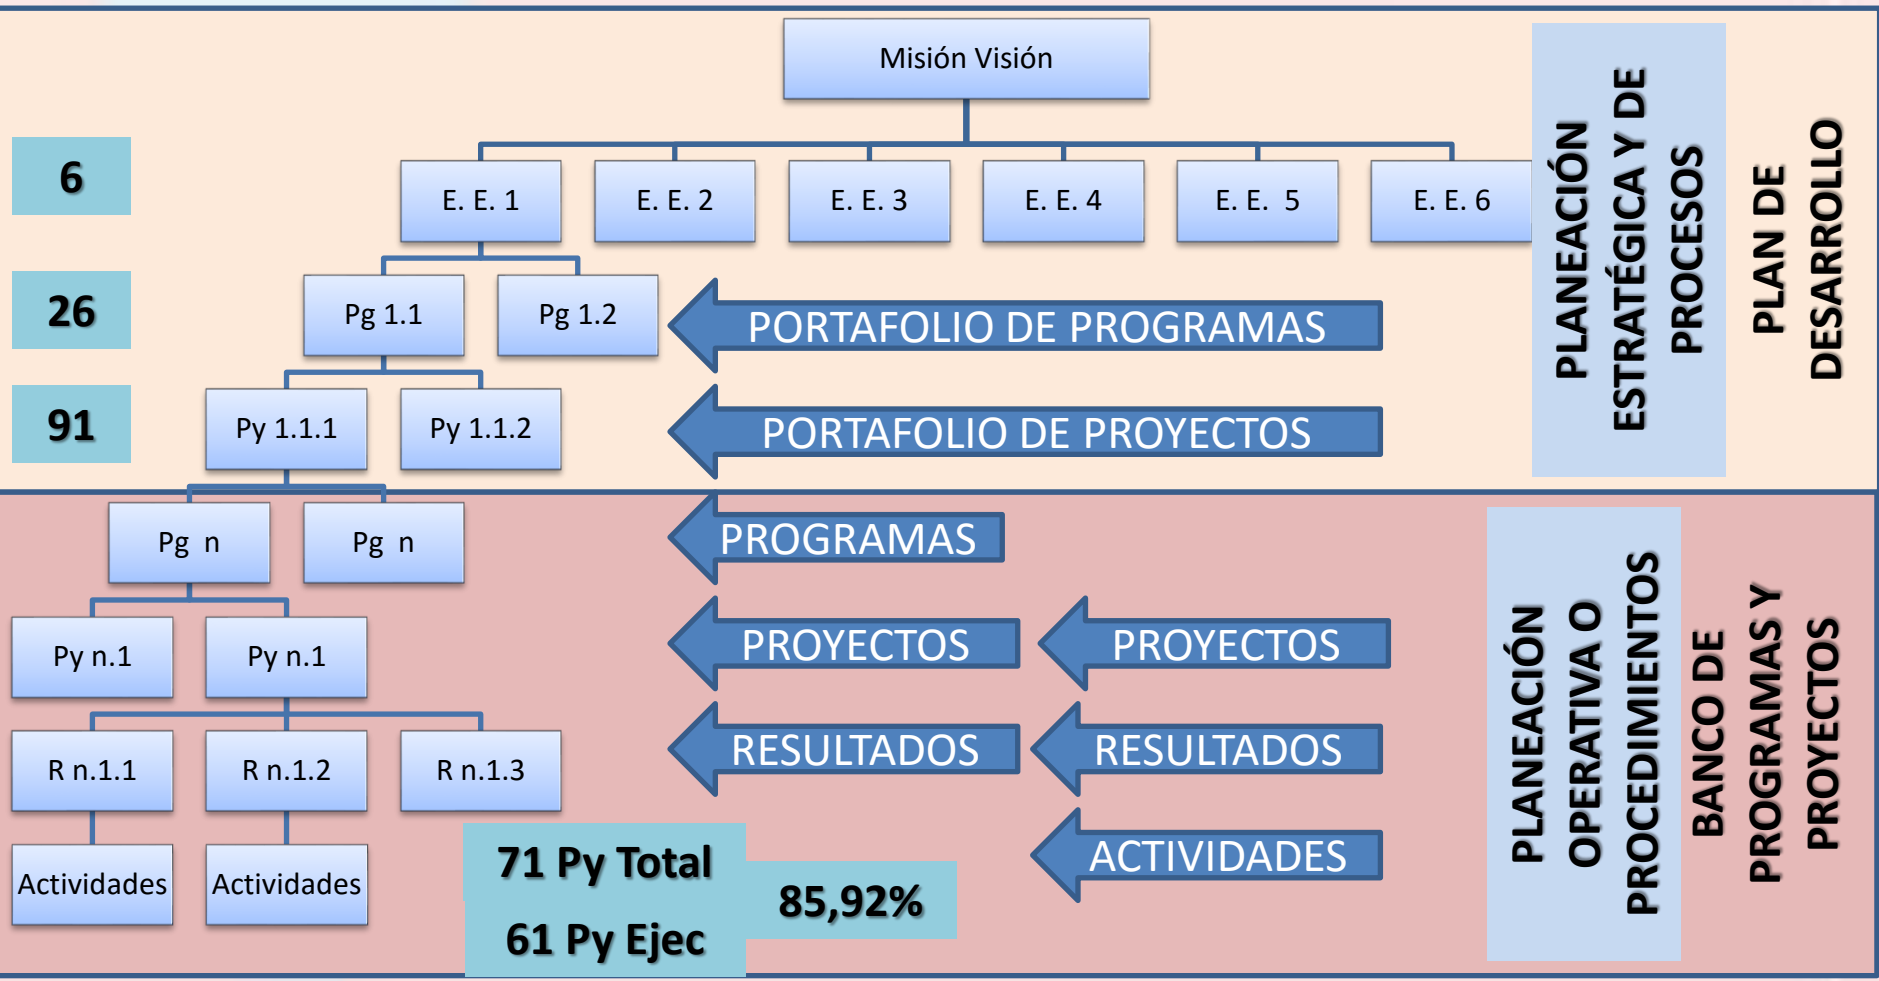 Misión Visión
6
E. E. 1
E. E. 2
E. E. 3
E. E. 4
E. E. 5
E. E. 6
26
Pg 1.1
Pg 1.2
PORTAFOLIO DE PROGRAMAS
91
Py 1.1.1
Py 1.1.2
PORTAFOLIO DE PROYECTOS
PLANEACIÓN
ESTRATÉGICA Y DE
PROCESOS
PLAN DE
DESARROLLO
Pg n
Pg n
PROGRAMAS
Py n.1
Py n.1
PROYECTOS
PROYECTOS
R n.1.1
R n.1.2
R n.1.3
RESULTADOS
RESULTADOS
Actividades
Actividades
71 Py Total
61 Py Ejec
85,92%
ACTIVIDADES
PLANEACIÓN
OPERATIVA O
PROCEDIMIENTOS
BANCO DE
PROGRAMAS Y
PROYECTOS